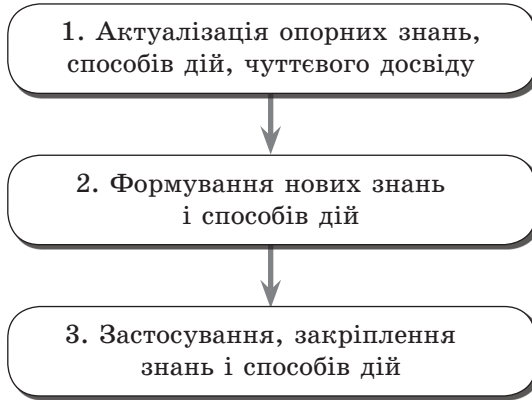 1. Актуалізація опорних знань,
способів дій, чуттєвого досвіду
2. Формування нових знань
і способів дій
3. Застосування, закріплення
знань і способів дій